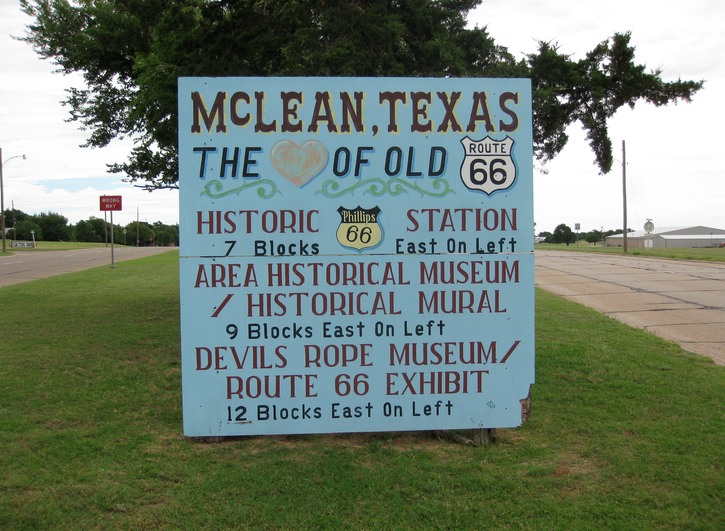 McLEAN, TEXAS
THE OF OLD ROUTE 66
HISTORIC Phillips 66 STATION
7 Blocks East On Left
AREA HISTORICAL MUSEUM
/ HISTORICAL MURAL
9 Blocks East On Left
DEVILS ROPE MUSEUM/
ROUTE 66 EXHIBIT
12 Blocks East On Left
WRONG WAY